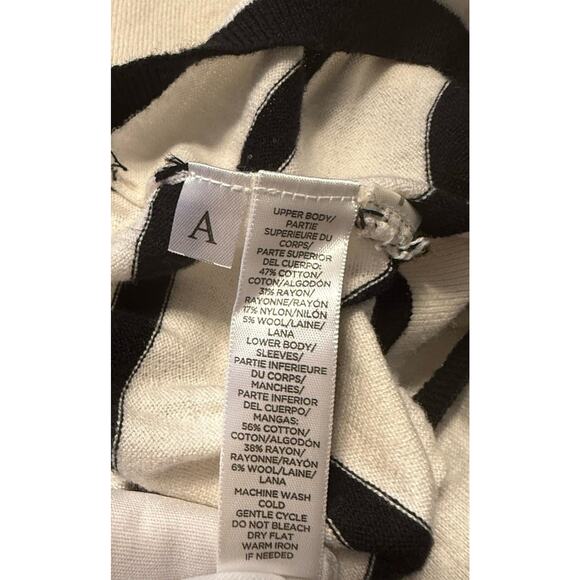 A
UPPER BODY/
PARTIE
SUPERIEURE DU
CORPS/
PARTE SUPERIOR
DEL CUERPO:
47% COTTON/
COTON/ALGODÓN
31% RAYON/
RAYONNE/RAYÓN
17% NYLON/NILÓN
5% WOOL/LAINE/
LANA
LOWER BODY/
SLEEVES/
PARTIE INFERIEURE
DU CORPS/
MANCHES/
PARTE INFERIOR
DEL CUERPO/
MANGAS:
56% COTTON/
COTON/ALGODÓN
38% RAYON/
RAYONNE/RAYÓN
6% WOOL/LAINE/
LANA
MACHINE WASH
COLD
GENTLE CYCLE
DO NOT BLEACH
DRY FLAT
WARM IRON
IF NEEDED